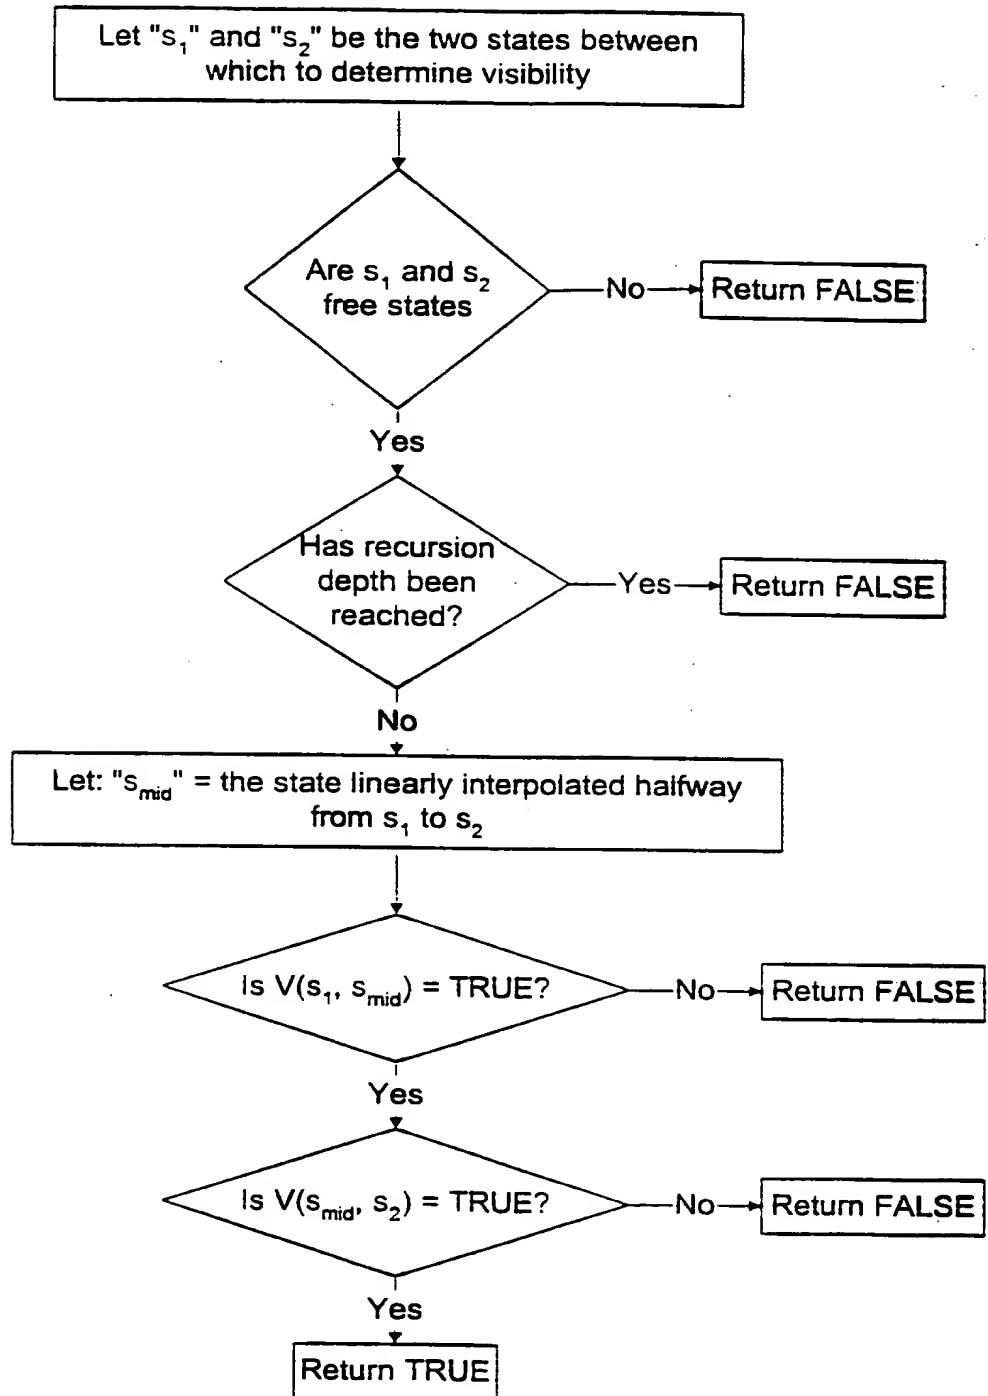 Let "s₁" and "s₂" be the two states between
which to determine visibility
Are s₁ and s₂
free states
No
Return FALSE
Yes
Has recursion
depth been
reached?
Yes
Return FALSE
No
Let: "s_mid" = the state linearly interpolated halfway
from s₁ to s₂
Is V(s₁, s_mid) = TRUE?
No
Return FALSE
Yes
Is V(s_mid, s₂) = TRUE?
No
Return FALSE
Yes
Return TRUE